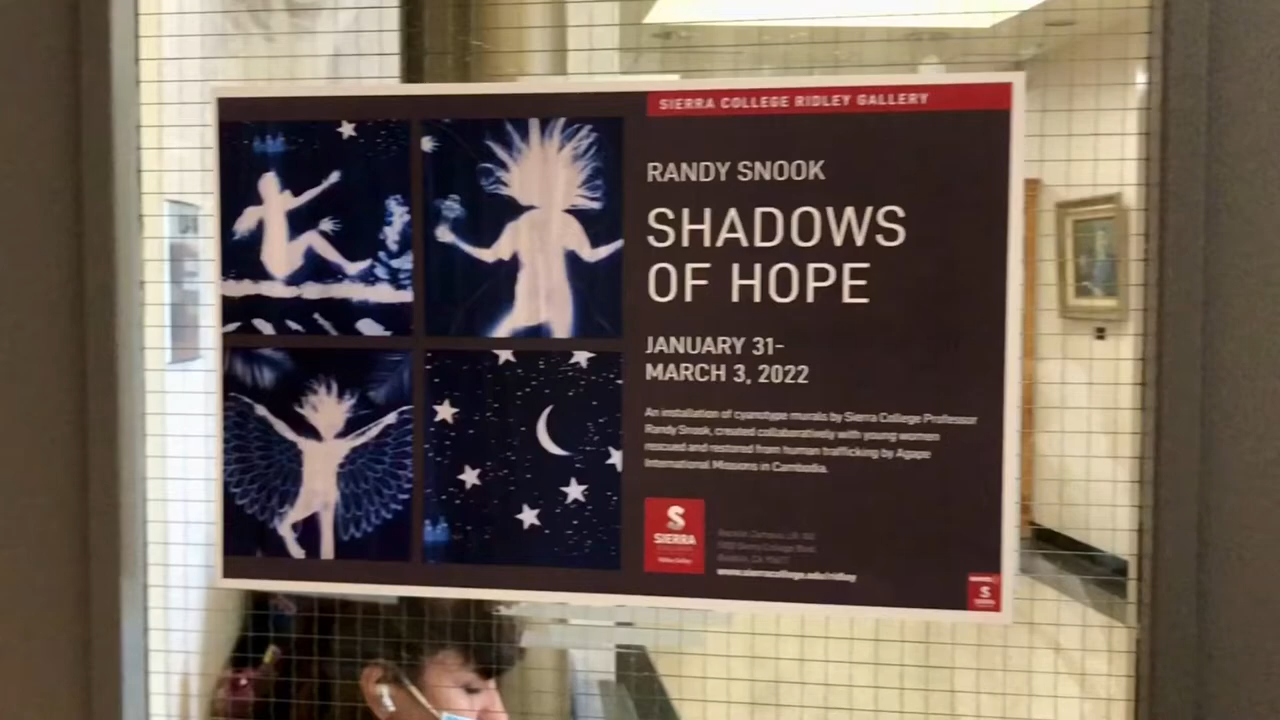 SIERRA COLLEGE RIDLEY GALLERY
RANDY SNOOK
SHADOWS
OF HOPE
JANUARY 31-
MARCH 3, 2022
An installation of cyanotype murals by Sierra College Professor
Randy Snook, created collaboratively with young women
rescued and restored from human trafficking by Agape
International Missions in Cambodia.
S
SIERRA
www.sierracollege.edu/ridley
S